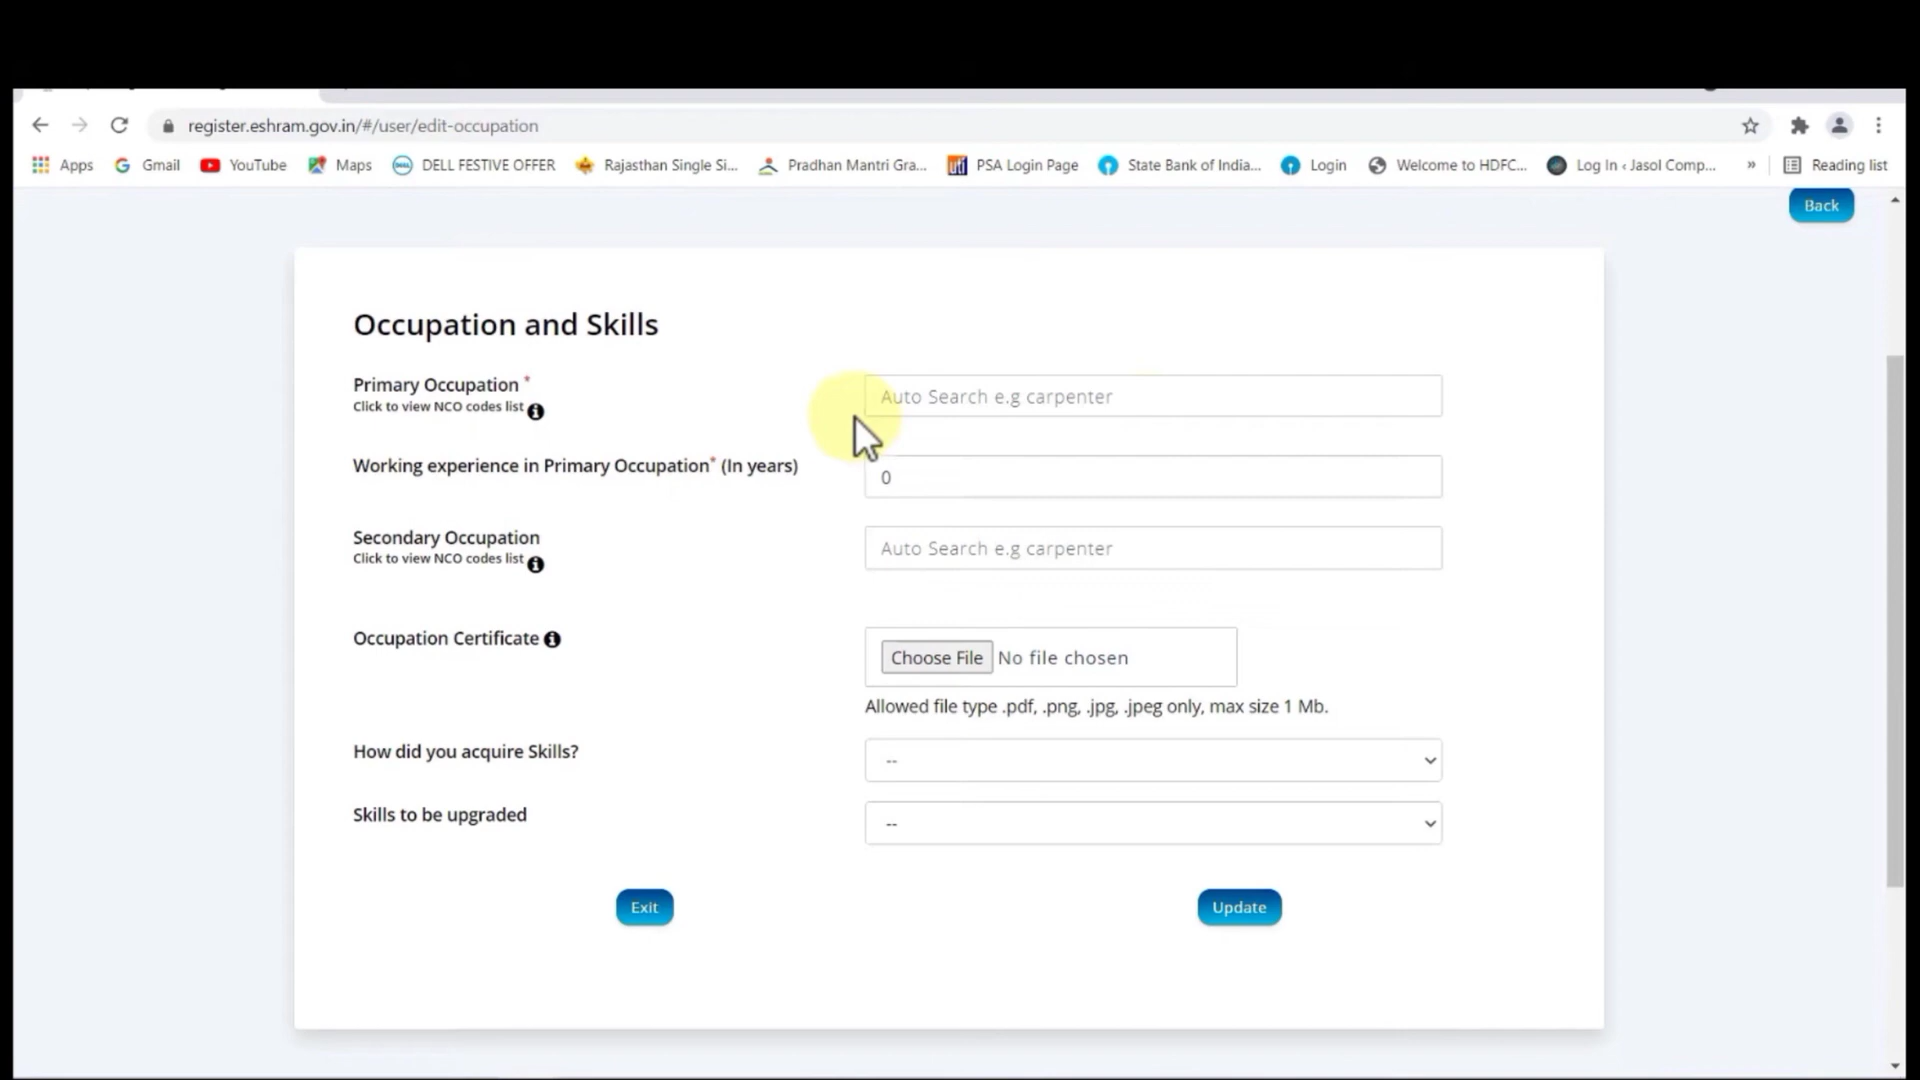 register.eshram.gov.in/#/user/edit-occupation
Apps Gmail YouTube Maps DELL FESTIVE OFFER Rajasthan Single Si... Pradhan Mantri Gra... uti PSA Login Page State Bank of India... Login Welcome to HDFC... Log In ‹ Jasol Comp... » Reading list
Back
Occupation and Skills
Primary Occupation *
Click to view NCO codes list
Auto Search e.g carpenter
Working experience in Primary Occupation* (In years)
0
Secondary Occupation
Click to view NCO codes list
Auto Search e.g carpenter
Occupation Certificate
Choose File No file chosen
Allowed file type .pdf, .png, .jpg, .jpeg only, max size 1 Mb.
How did you acquire Skills?
--
Skills to be upgraded
--
Exit Update